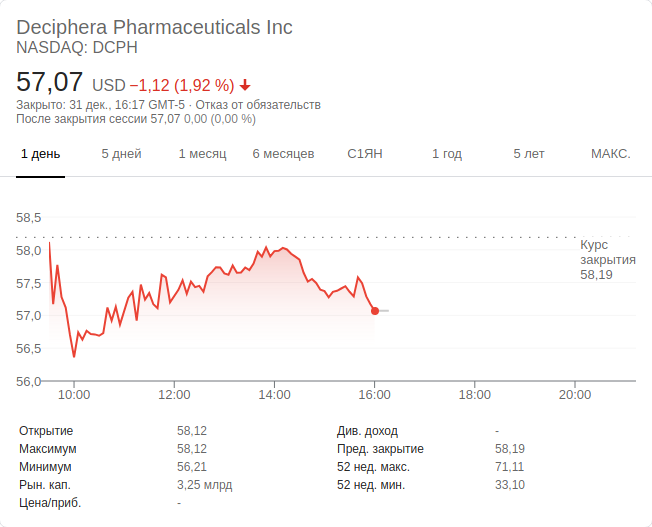 Deciphera Pharmaceuticals Inc
NASDAQ: DCPH
57,07 USD −1,12 (1,92 %)
Закрыто: 31 дек., 16:17 GMT-5 · Отказ от обязательств
После закрытия сессии 57,07 0,00 (0,00 %)
1 день 5 дней 1 месяц 6 месяцев С1ЯН 1 год 5 лет МАКС.
58,5
58,0
57,5
57,0
56,5
56,0
Курс
закрытия
58,19
10:00 12:00 14:00 16:00 18:00 20:00
Открытие 58,12 Див. доход -
Максимум 58,12 Пред. закрытие 58,19
Минимум 56,21 52 нед. макс. 71,11
Рын. кап. 3,25 млрд 52 нед. мин. 33,10
Цена/приб. -